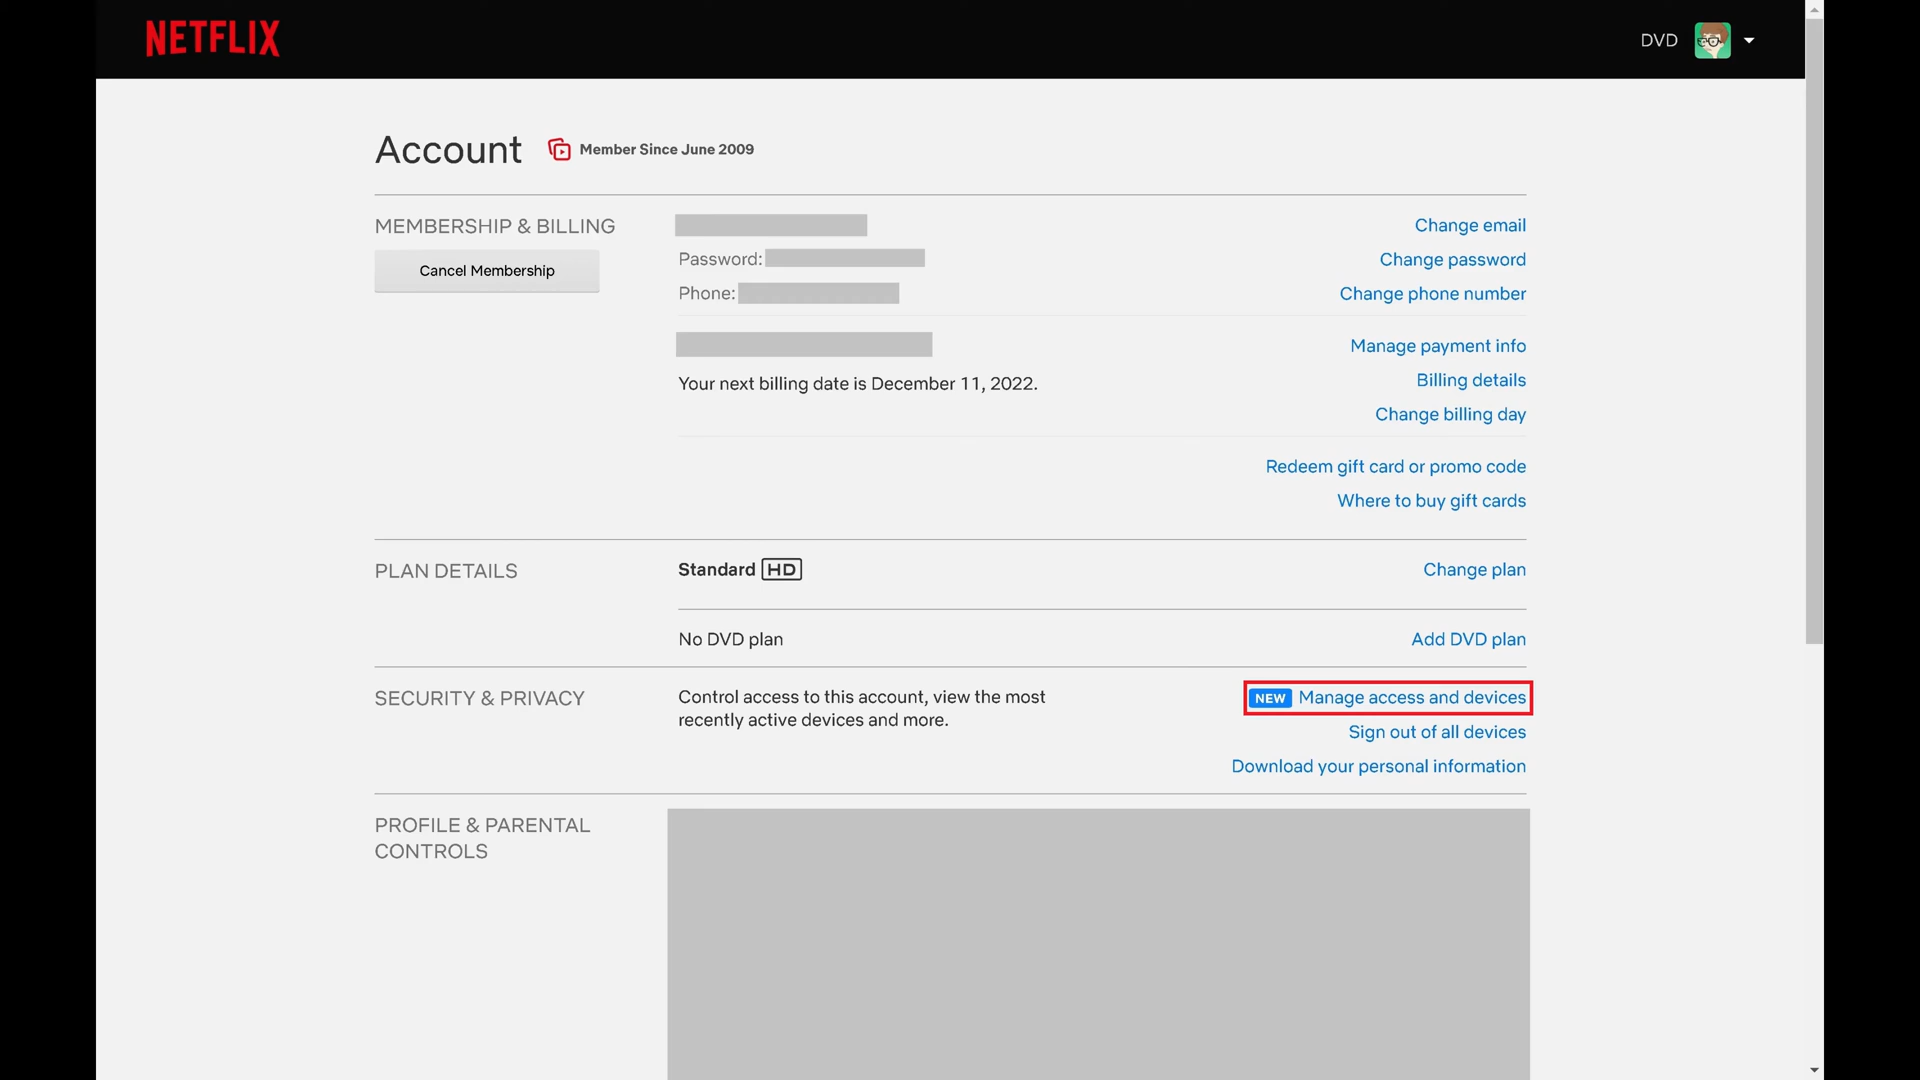 NETFLIX
DVD
Account
Member Since June 2009
MEMBERSHIP & BILLING
Cancel Membership
Change email
Password:
Change password
Phone:
Change phone number
Manage payment info
Your next billing date is December 11, 2022.
Billing details
Change billing day
Redeem gift card or promo code
Where to buy gift cards
PLAN DETAILS
Standard HD
Change plan
No DVD plan
Add DVD plan
SECURITY & PRIVACY
Control access to this account, view the most
recently active devices and more.
NEW Manage access and devices
Sign out of all devices
Download your personal information
PROFILE & PARENTAL
CONTROLS